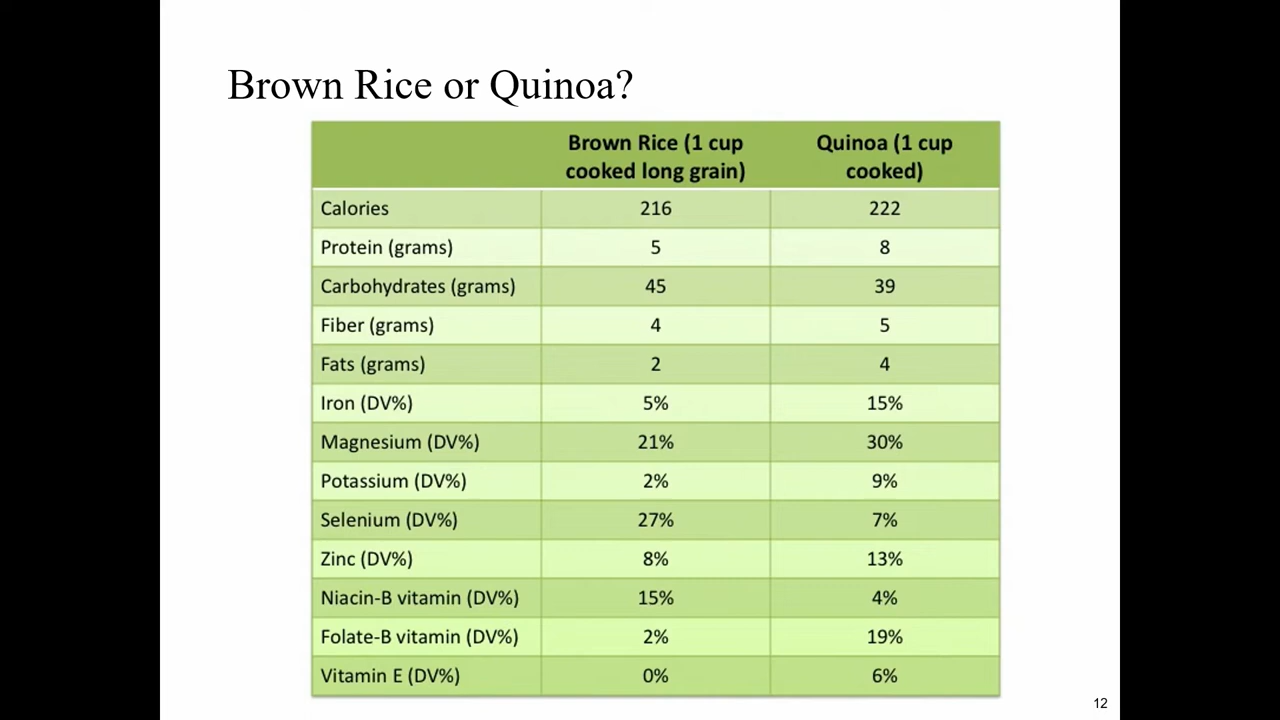 Brown Rice or Quinoa?
Brown Rice (1 cup cooked long grain) Quinoa (1 cup cooked)
Calories 216 222
Protein (grams) 5 8
Carbohydrates (grams) 45 39
Fiber (grams) 4 5
Fats (grams) 2 4
Iron (DV%) 5% 15%
Magnesium (DV%) 21% 30%
Potassium (DV%) 2% 9%
Selenium (DV%) 27% 7%
Zinc (DV%) 8% 13%
Niacin-B vitamin (DV%) 15% 4%
Folate-B vitamin (DV%) 2% 19%
Vitamin E (DV%) 0% 6%
12